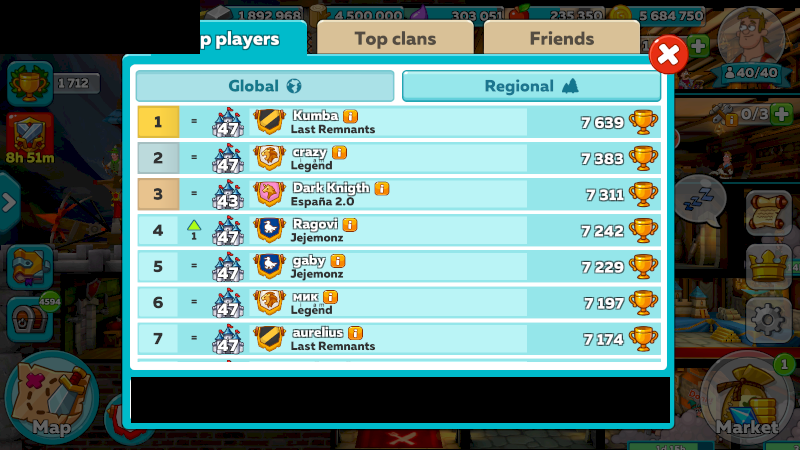 1 892 968
4 500 000
303 051
235 350
5 684 750
p players
Top clans
Friends
1 712
40/40
Global
Regional
0/3
8h 51m
1 = 47 Kumba i 7 639
Last Remnants
2 = 47 crazy i 7 383
Legend
3 = 43 Dark Knigth i 7 311
España 2.0
4 1 47 Ragovi i 7 242
Jejemonz
5 = 47 gaby i 7 229
Jejemonz
6 = 47 мик i 7 197
Legend
7 = 47 aurelius i 7 174
Last Remnants
4594
1
Map
Market